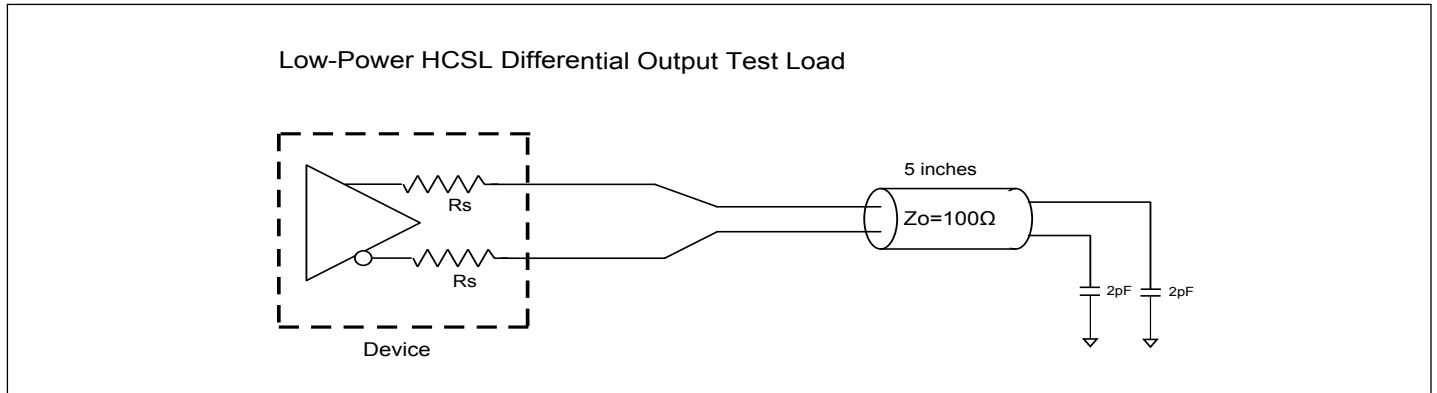 Low-Power HCSL Differential Output Test Load
5 inches
Rs
Zo=100Ω
Rs
2pF
2pF
Device